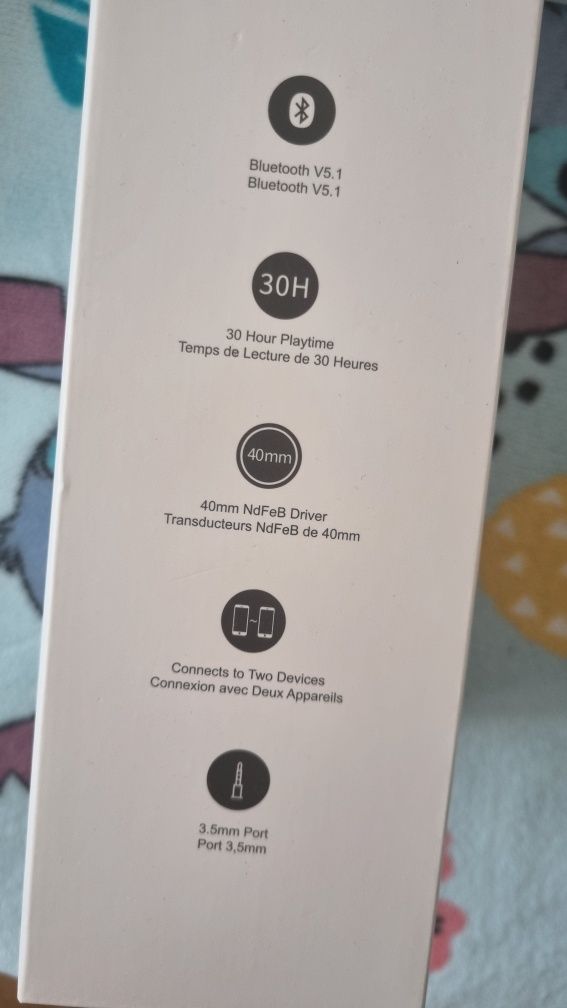 Bluetooth V5.1
Bluetooth V5.1
30H
30 Hour Playtime
Temps de Lecture de 30 Heures
40mm
40mm NdFeB Driver
Transducteurs NdFeB de 40mm
Connects to Two Devices
Connexion avec Deux Appareils
3.5mm Port
Port 3,5mm